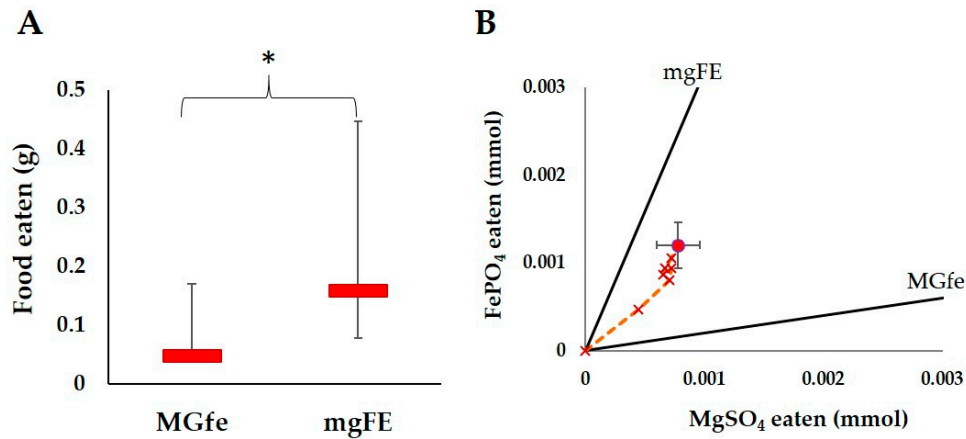 A
*
Food eaten (g)
0.5
0.4
0.3
0.2
0.1
0
MGfe mgFE
B
mgFE
FePO₄ eaten (mmol)
0.003
0.002
0.001
0
MGfe
0 0.001 0.002 0.003
MgSO₄ eaten (mmol)